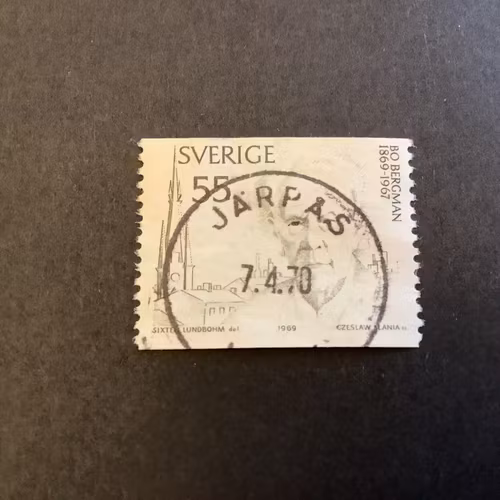 SVERIGE
55
BO BERGMAN
1869-1967
JÄRPÅS
7.4.70
SIXTEN LUNDBOHM del.
1969
CZESLAW SLANIA sc.